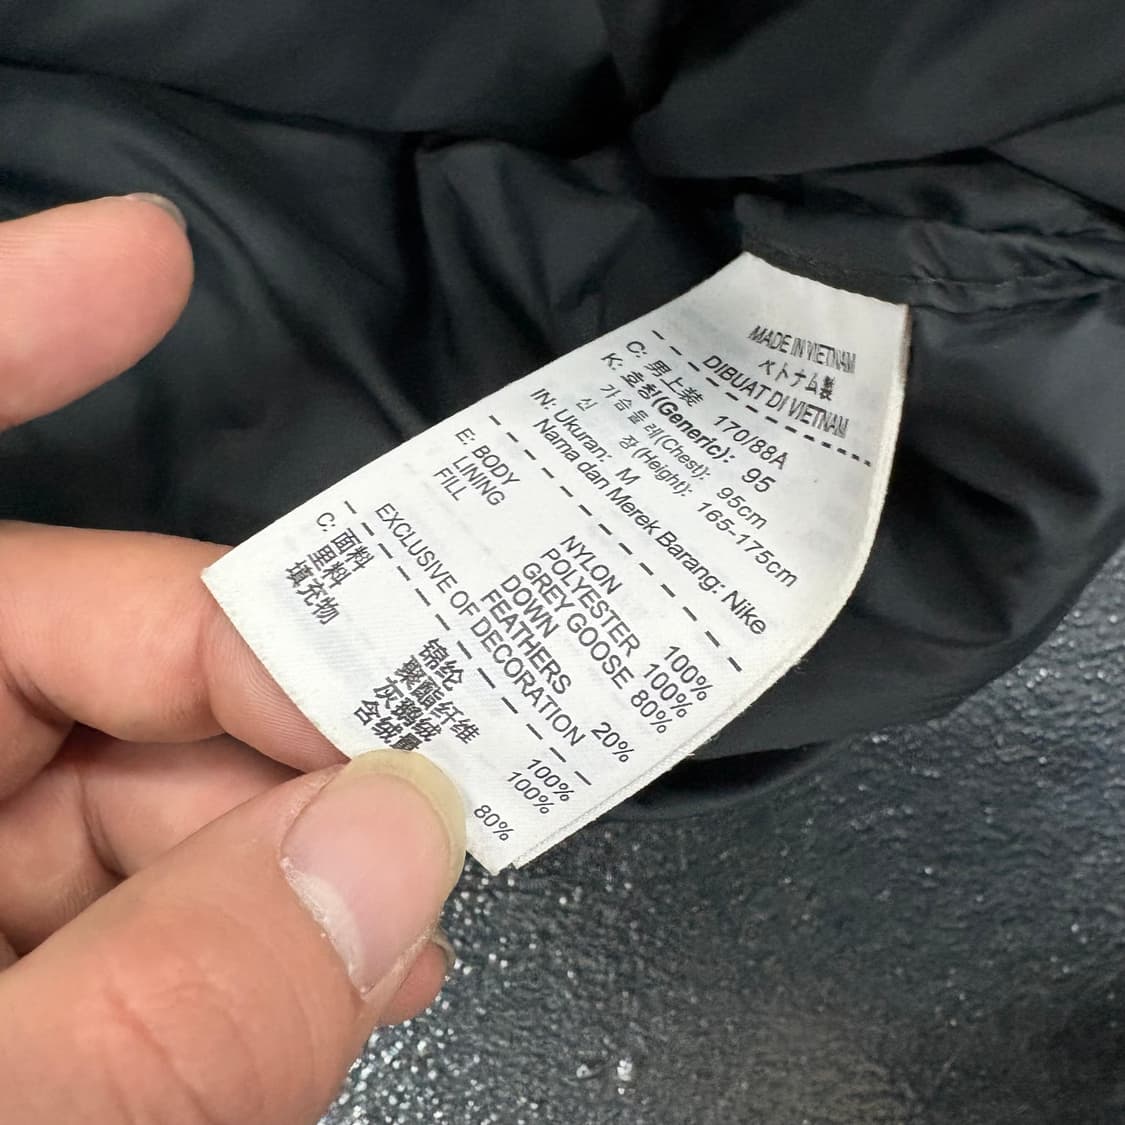 MADE IN VIETNAM
ベトナム製
DIBUAT DI VIETNAM
C: 男上装 170/88A
K: 호칭(Generic): 95
가슴둘레(Chest): 95cm
신 장(Height): 165-175cm
IN: Ukuran: M
Nama dan Merek Barang: Nike
E: BODY NYLON 100%
LINING POLYESTER 100%
FILL GREY GOOSE 80%
DOWN
FEATHERS 20%
EXCLUSIVE OF DECORATION
C: 面料 锦纶 100%
里料 聚酯纤维 100%
填充物 灰鹅绒
含绒量 80%